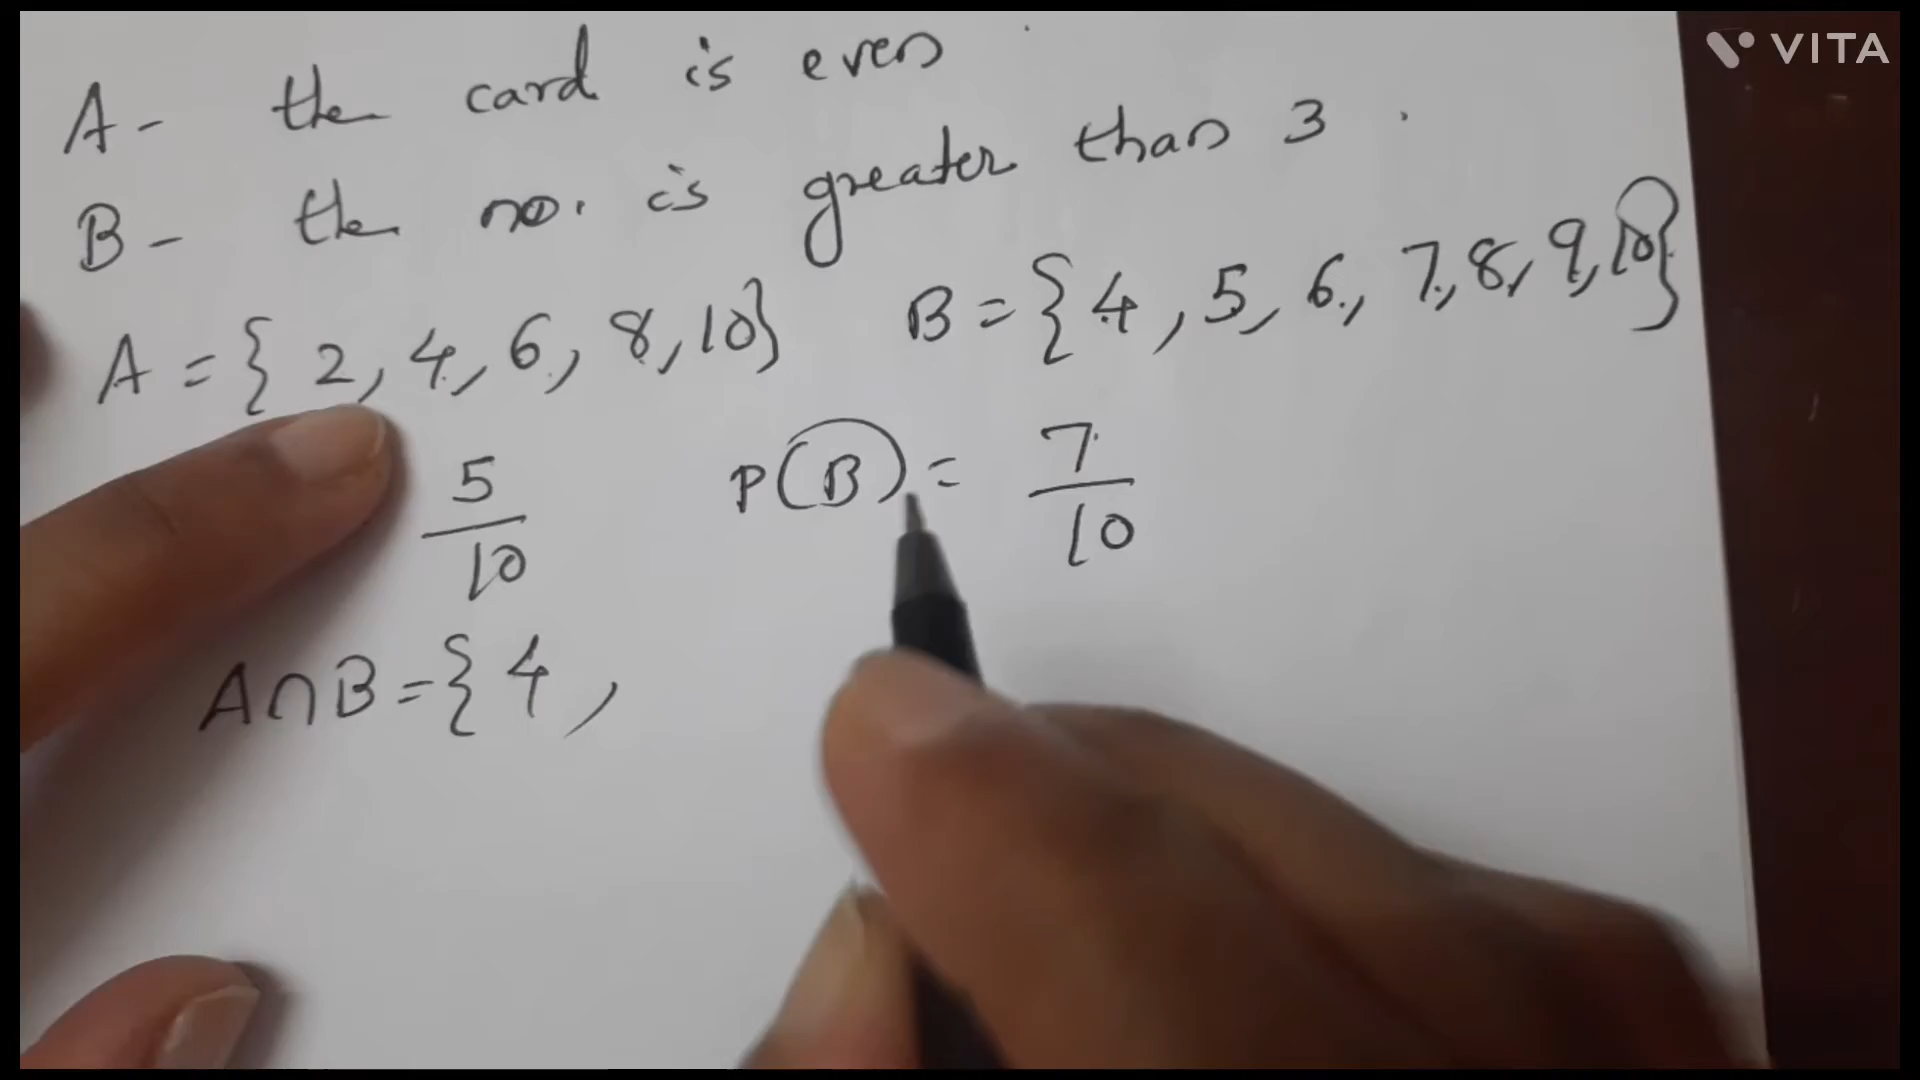 VITA
A - the card is even.
B - the no. is greater than 3.
A = { 2, 4, 6, 8, 10} B = { 4, 5, 6, 7, 8, 9, 10}
5/10 P(B) = 7/10
A∩B = { 4,